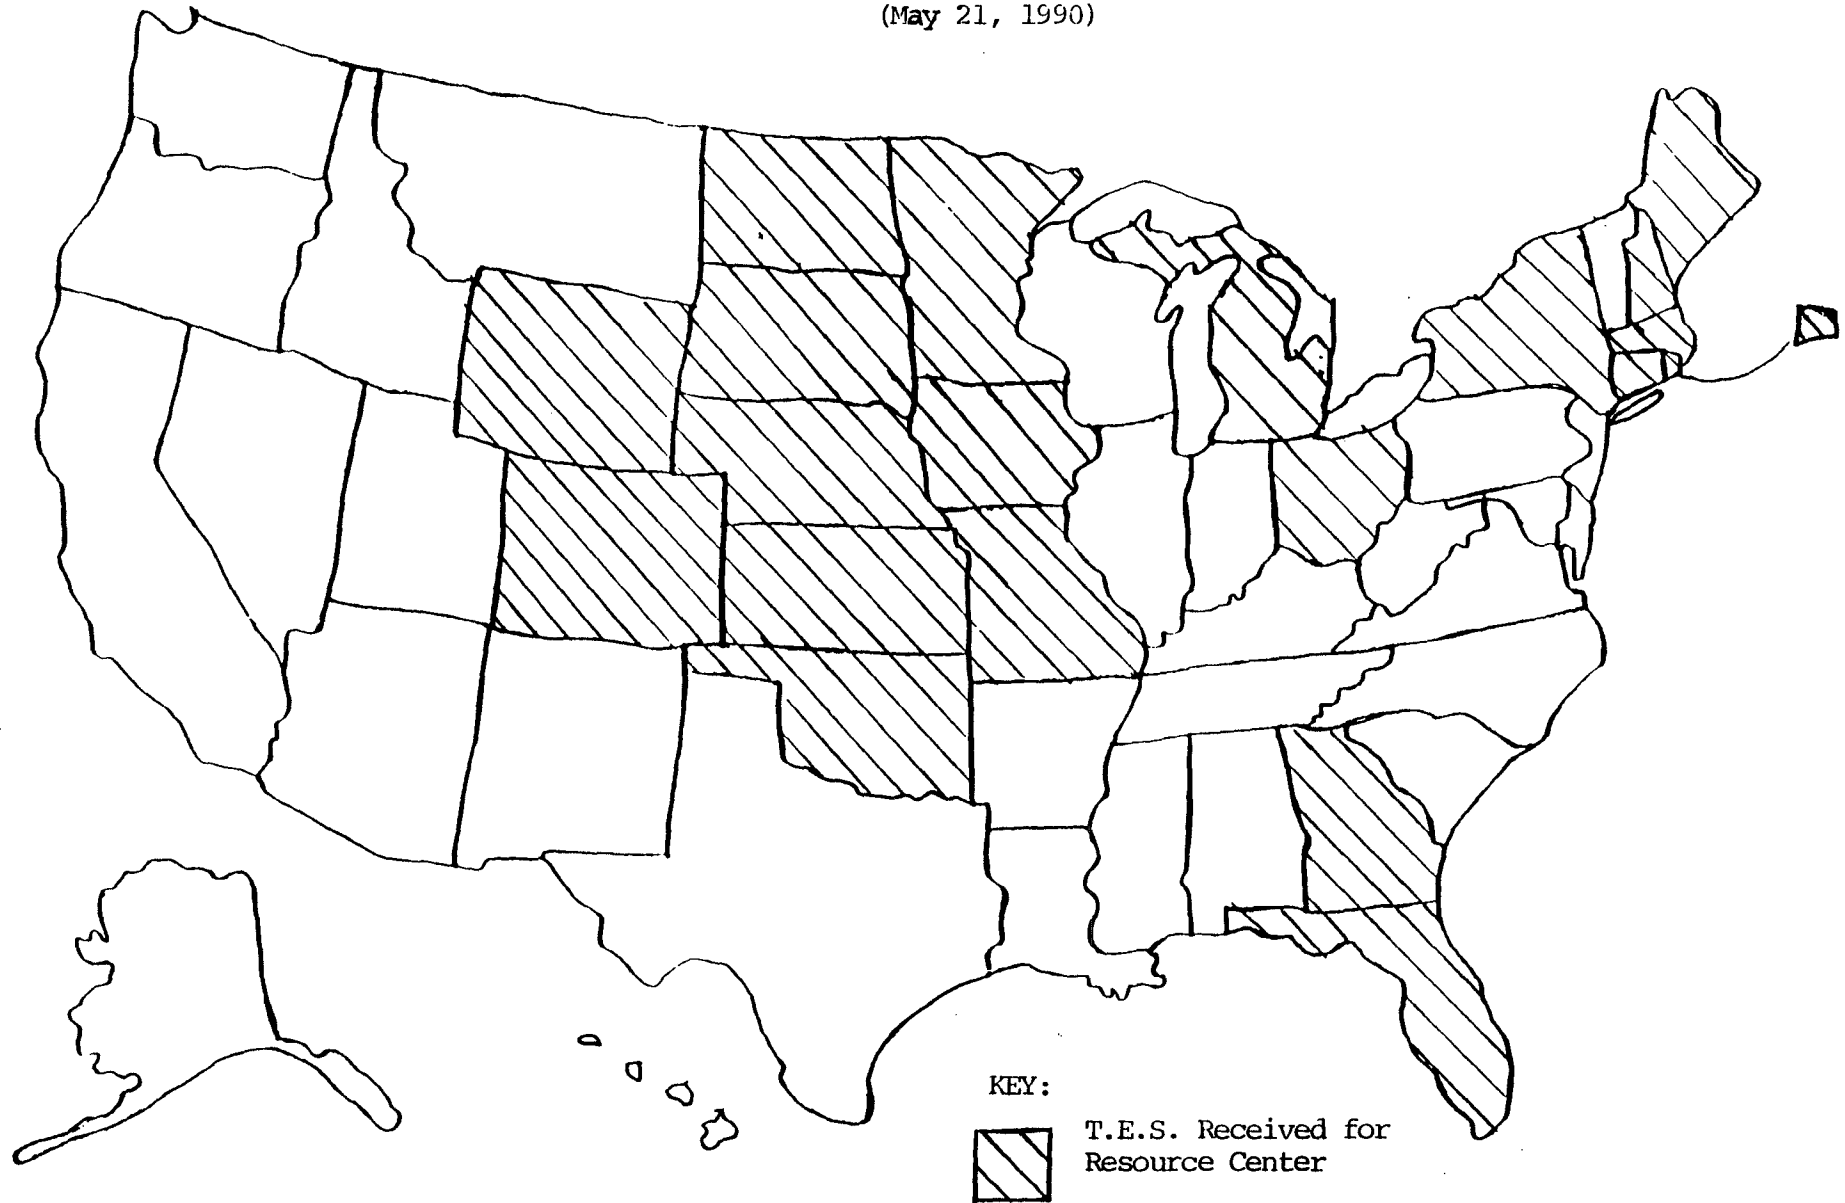 (May 21, 1990)
KEY:
T.E.S. Received for
Resource Center